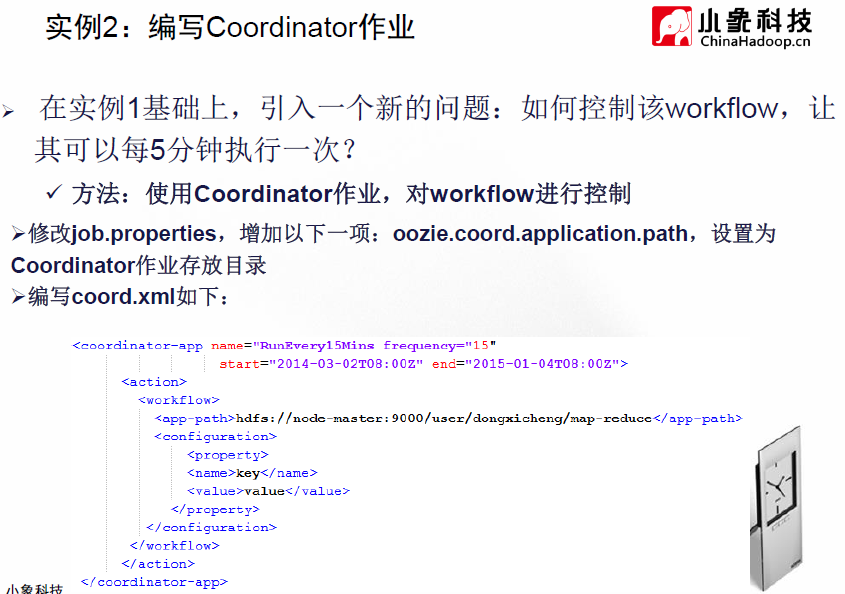 实例2：编写Coordinator作业
小象科技
ChinaHadoop.cn
➢ 在实例1基础上，引入一个新的问题：如何控制该workflow，让
其可以每5分钟执行一次？
✓ 方法：使用Coordinator作业，对workflow进行控制
➢修改job.properties，增加以下一项：oozie.coord.application.path，设置为
Coordinator作业存放目录
➢编写coord.xml如下：
<coordinator-app name="RunEvery15Mins frequency="15"
start="2014-03-02T08:00Z" end="2015-01-04T08:00Z">
<action>
<workflow>
<app-path>hdfs://node-master:9000/user/dongxicheng/map-reduce</app-path>
<configuration>
<property>
<name>key</name>
<value>value</value>
</property>
</configuration>
</workflow>
</action>
</coordinator-app>
小象科技